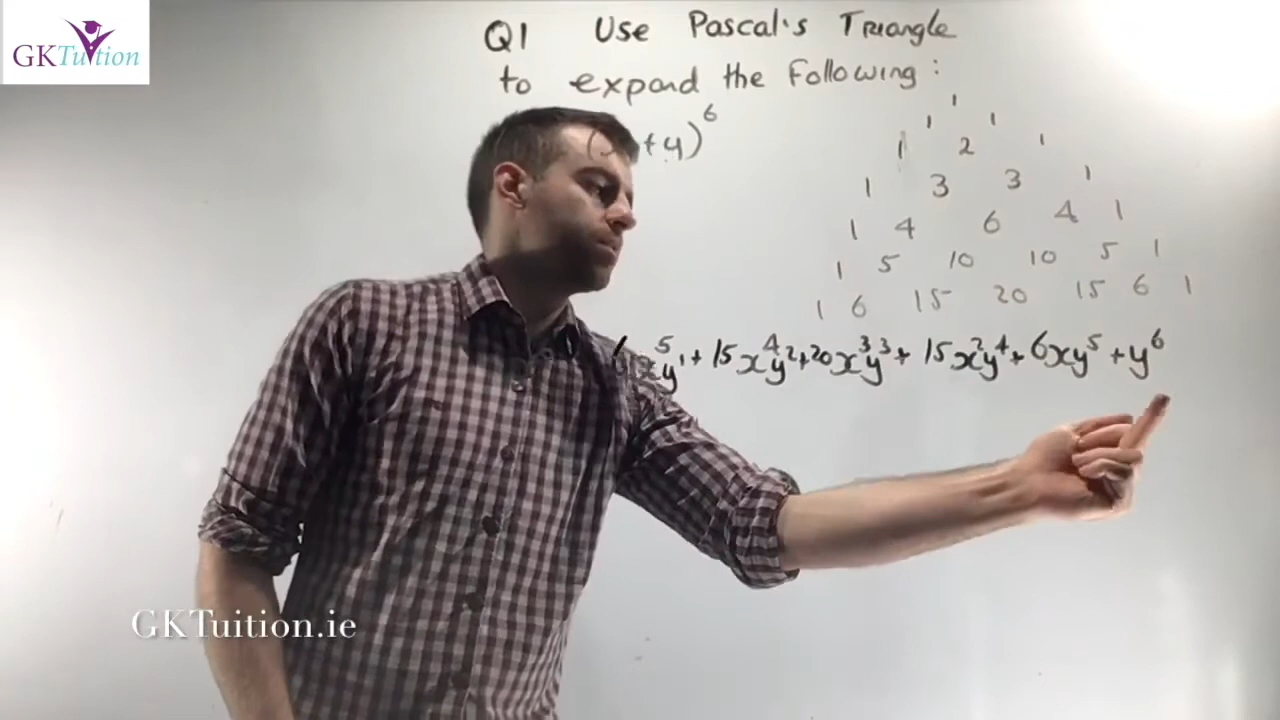 GKTuition
Q1 Use Pascal's Triangle
to expand the following:
+y)⁶
1
1 1
1 2 1
1 3 3 1
1 4 6 4 1
1 5 10 10 5 1
1 6 15 20 15 6 1
6x⁵y¹ + 15x⁴y² + 20x³y³ + 15x²y⁴ + 6xy⁵ + y⁶
GKTuition.ie